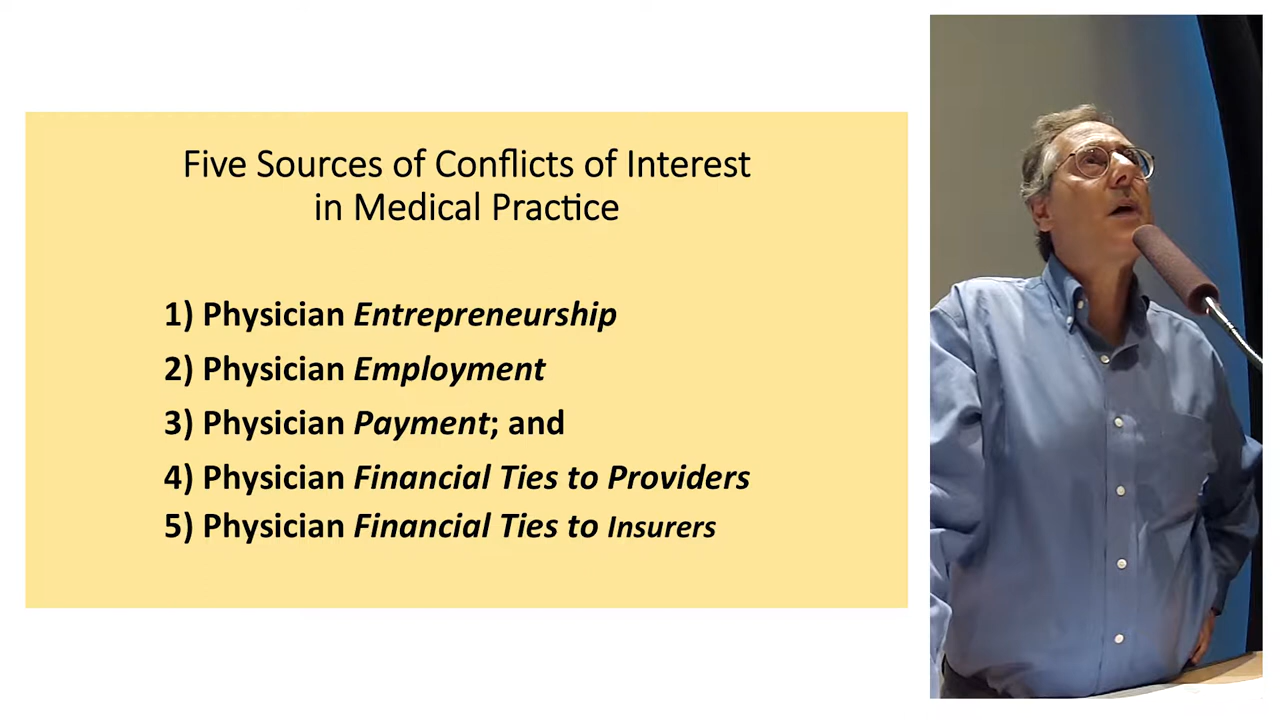 Five Sources of Conflicts of Interest
in Medical Practice
1) Physician Entrepreneurship
2) Physician Employment
3) Physician Payment; and
4) Physician Financial Ties to Providers
5) Physician Financial Ties to Insurers